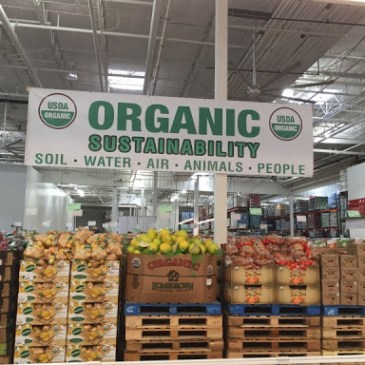 USDA
ORGANIC
ORGANIC
SUSTAINABILITY
SOIL · WATER · AIR · ANIMALS · PEOPLE
USDA
ORGANIC
ORGANIC